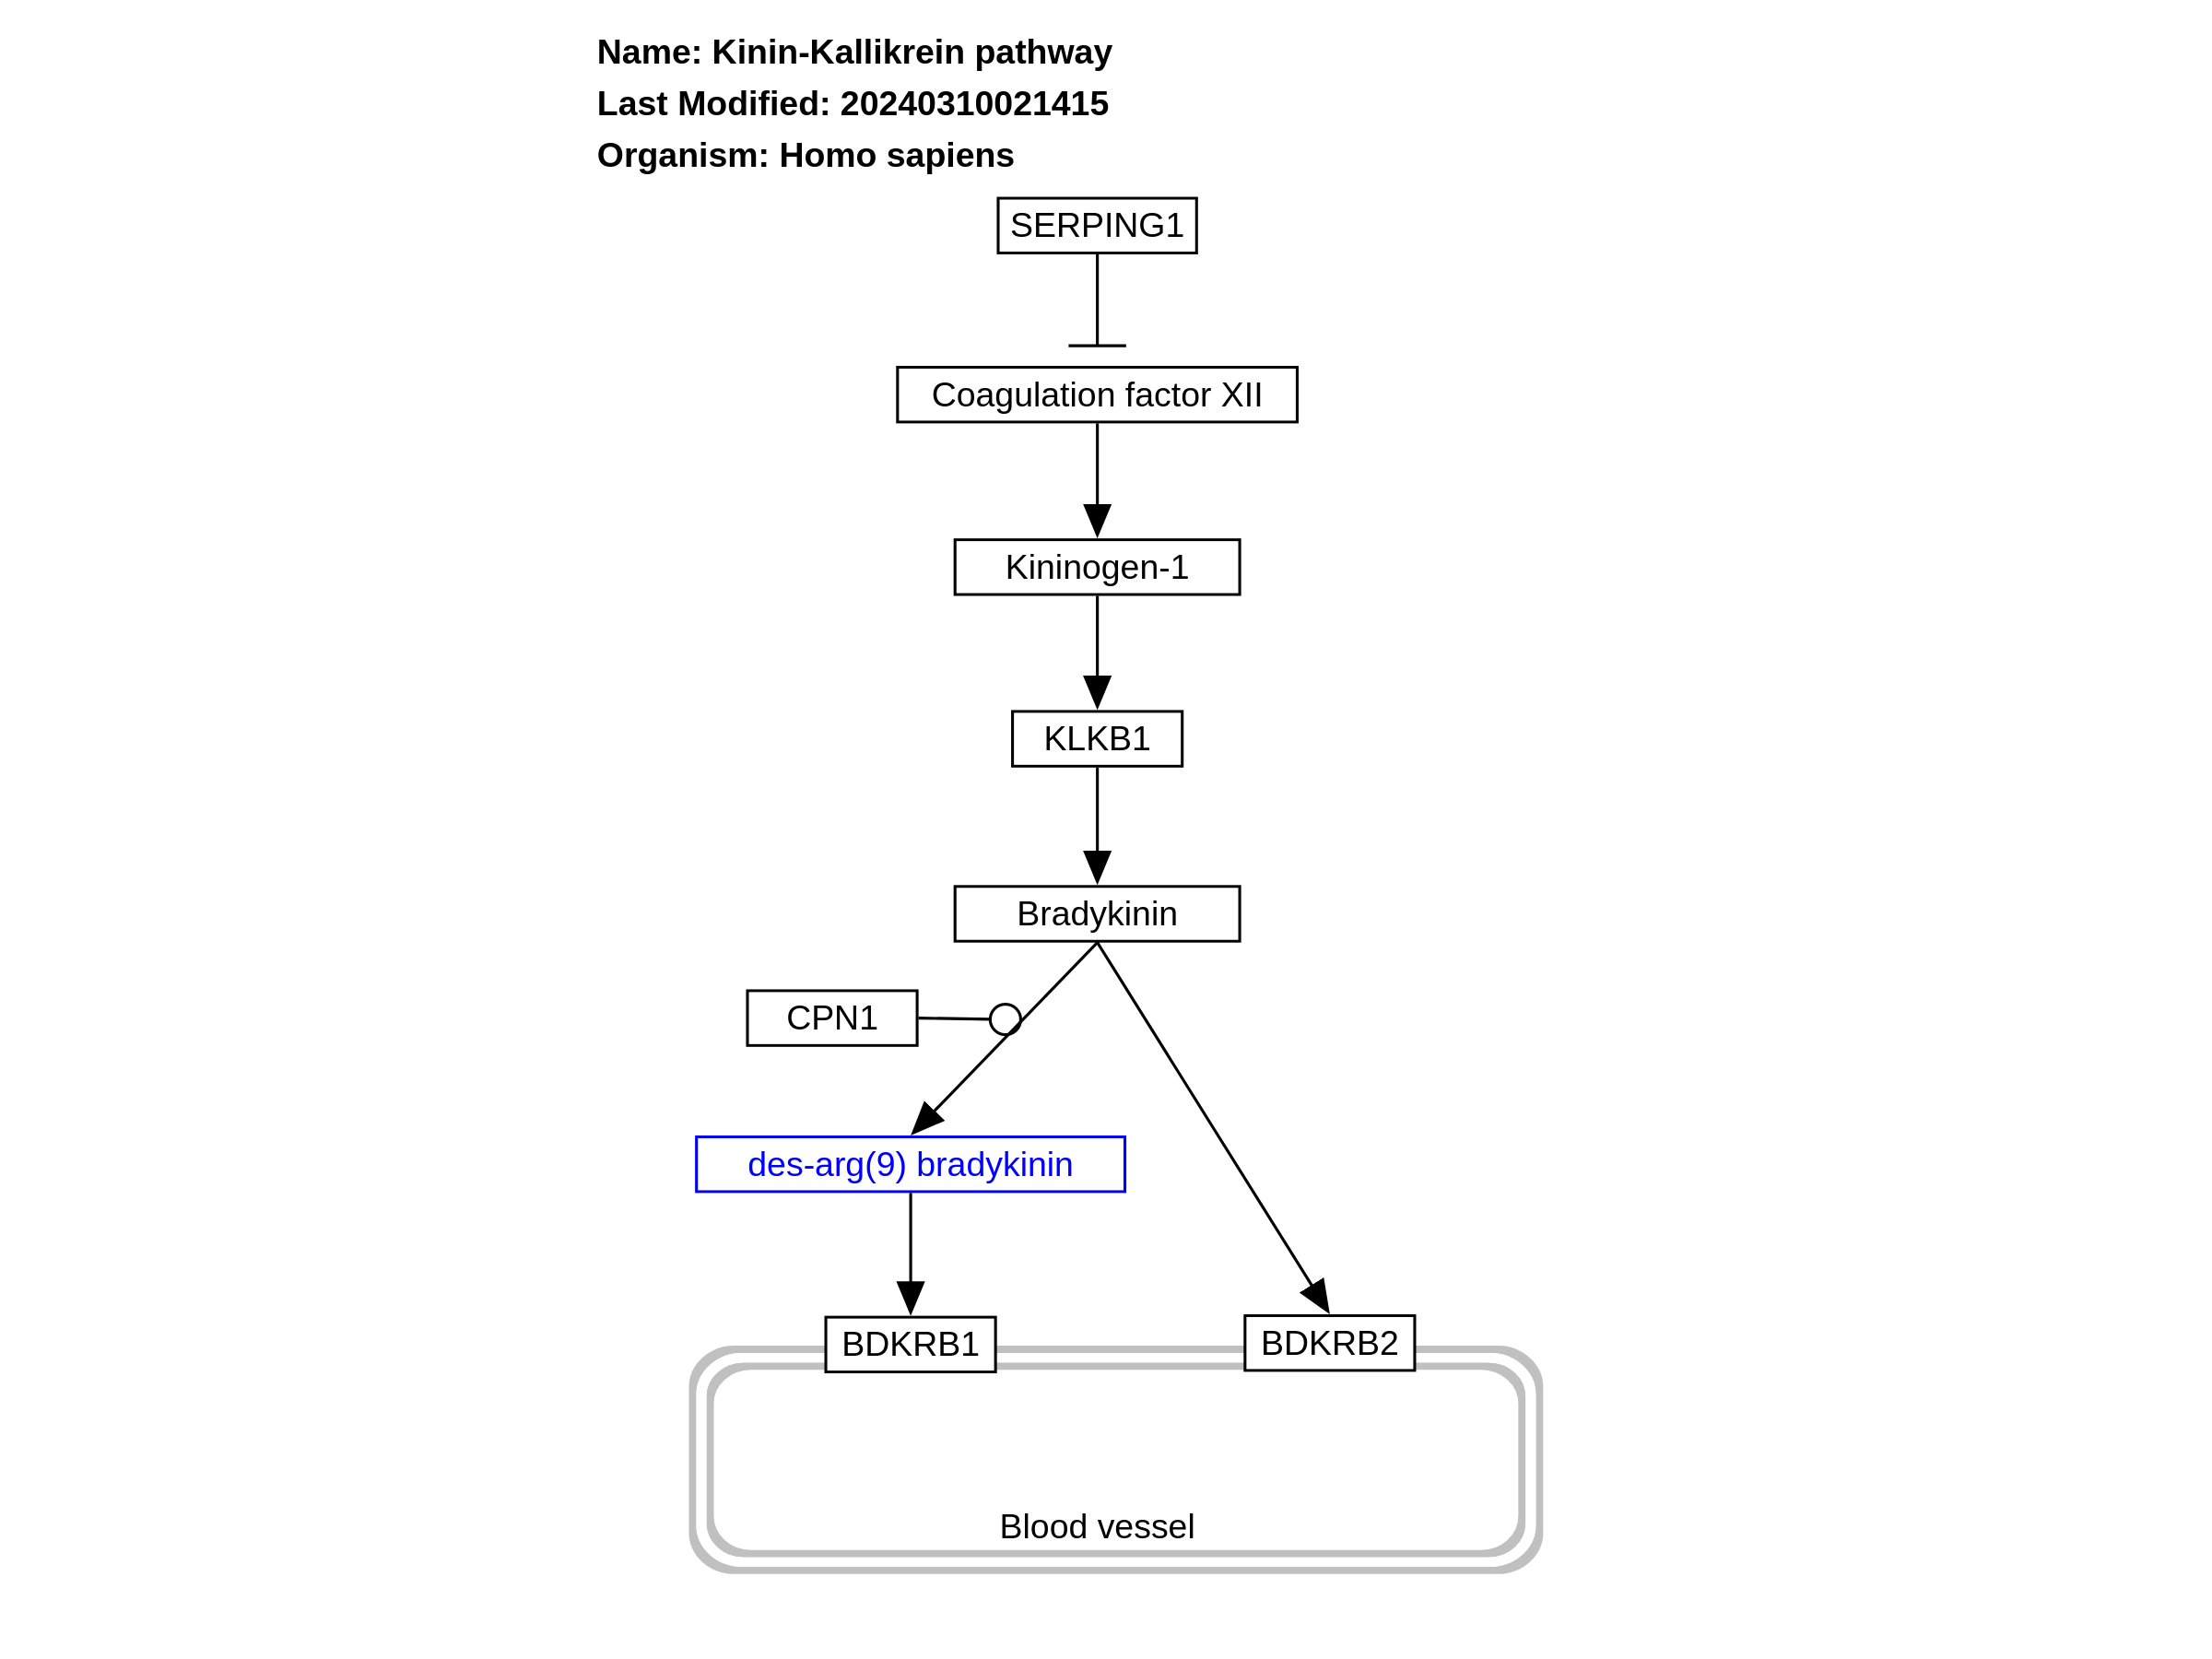 Name: Kinin-Kallikrein pathway
Last Modified: 20240310021415
Organism: Homo sapiens
SERPING1
Coagulation factor XII
Kininogen-1
KLKB1
Bradykinin
CPN1
des-arg(9) bradykinin
BDKRB1
BDKRB2
Blood vessel